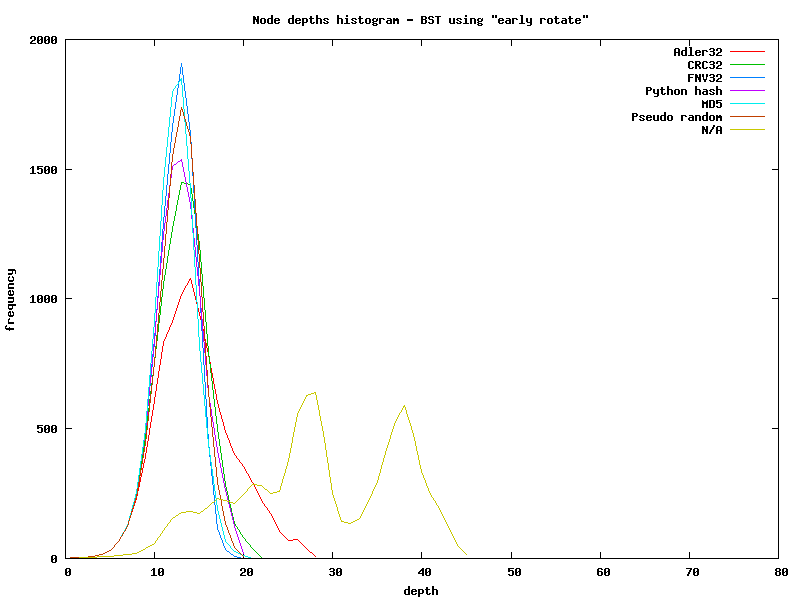 Node depths histogram - BST using "early rotate"
2000
1500
1000
500
0
frequency
Adler32
CRC32
FNV32
Python hash
MD5
Pseudo random
N/A
0 10 20 30 40 50 60 70 80
depth